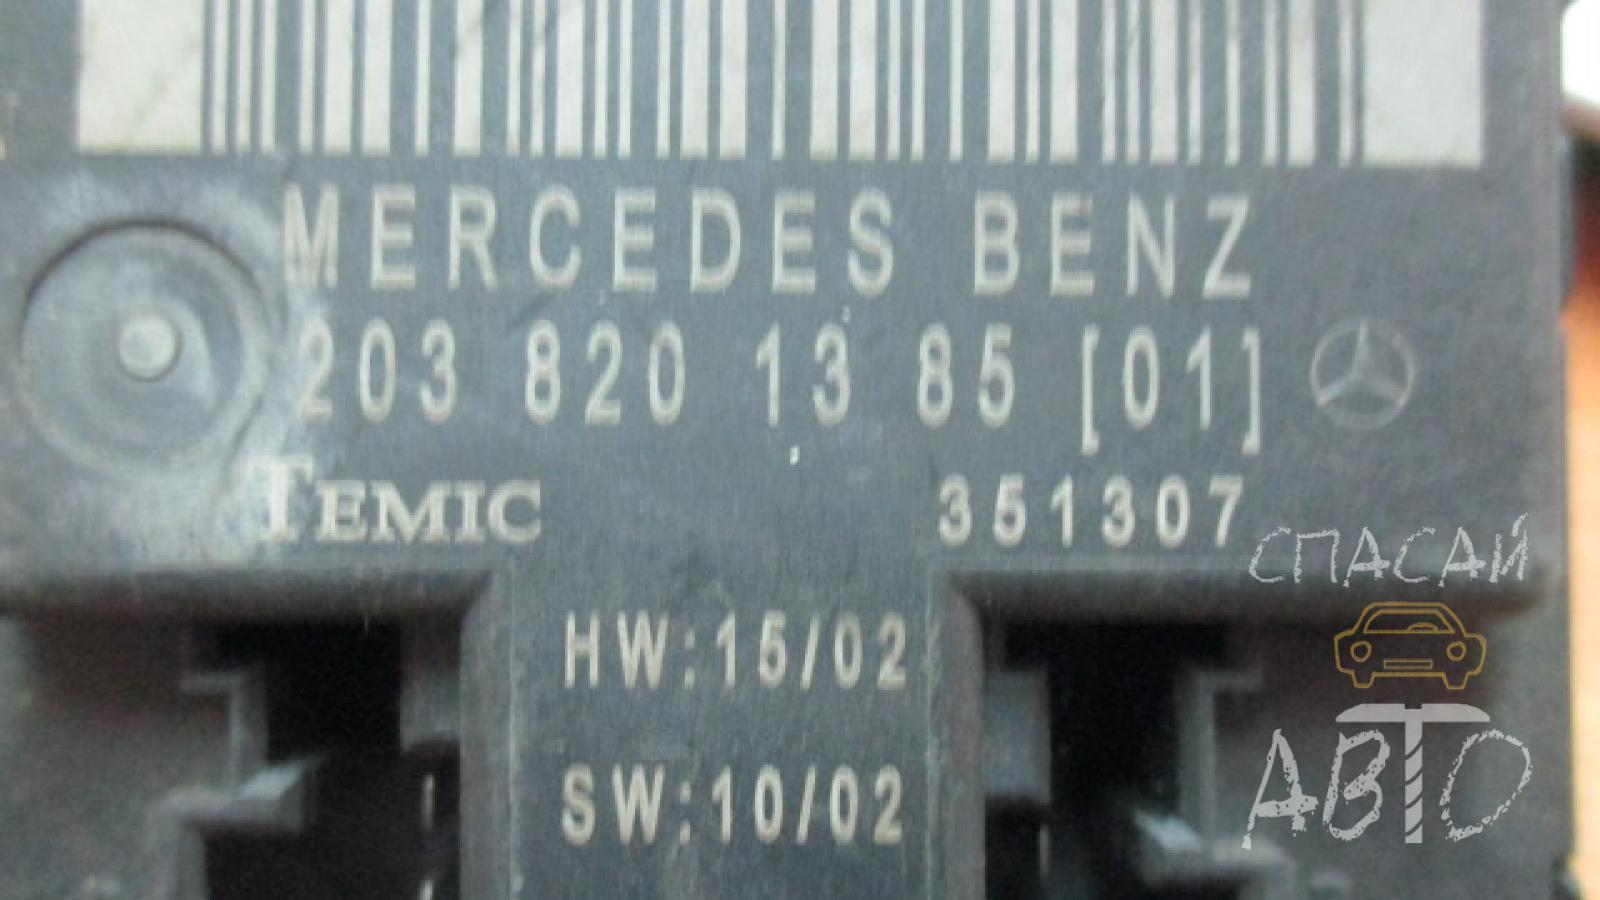 MERCEDES BENZ
203 820 13 85 [01]
TEMIC 351307
HW:15/02
SW:10/02
СПАСАЙ
АВТО